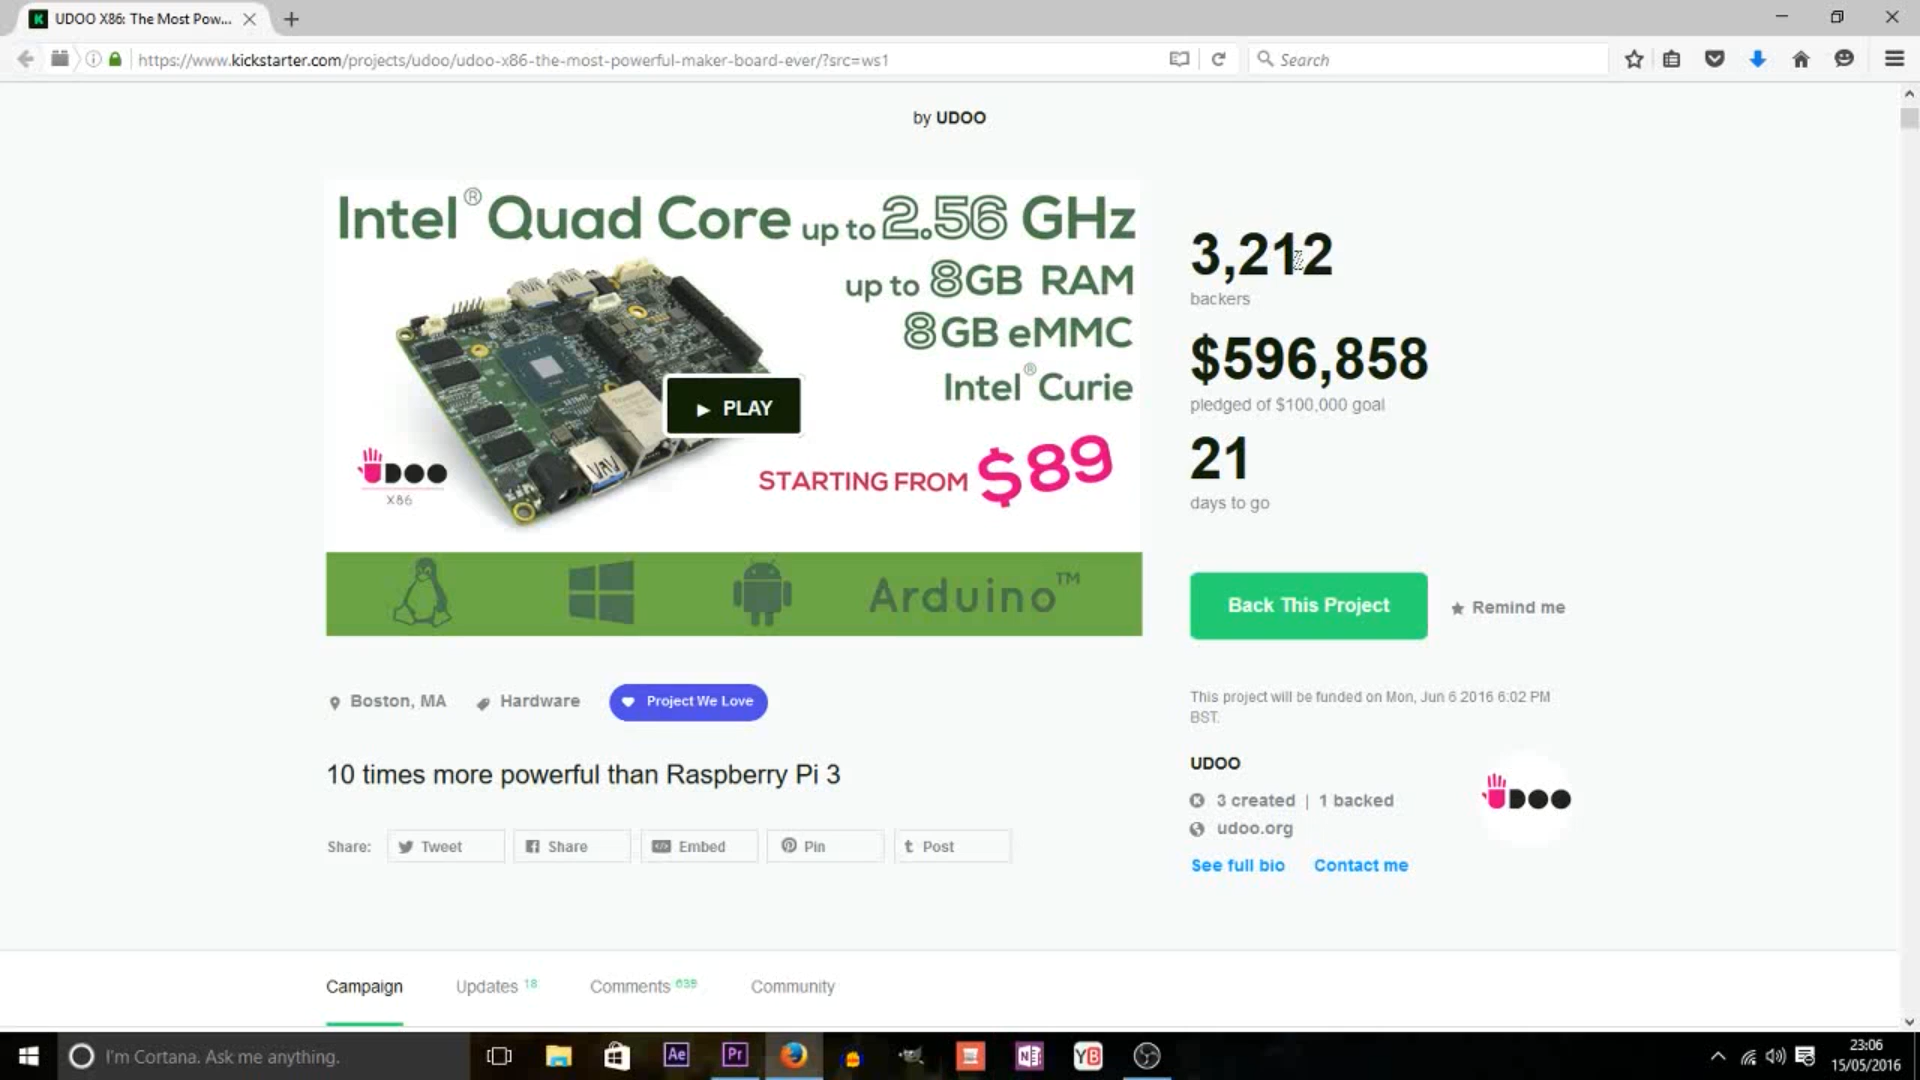 UDOO X86: The Most Pow...
https://www.kickstarter.com/projects/udoo/udoo-x86-the-most-powerful-maker-board-ever/?src=ws1
Search
by UDOO
Intel® Quad Core up to 2.56 GHz
up to 8GB RAM
8GB eMMC
Intel® Curie
PLAY
STARTING FROM $89
UDOO
X86
Arduino™
3,212
backers
$596,858
pledged of $100,000 goal
21
days to go
Back This Project
Remind me
Boston, MA
Hardware
Project We Love
This project will be funded on Mon, Jun 6 2016 6:02 PM
BST.
10 times more powerful than Raspberry Pi 3
UDOO
3 created | 1 backed
udoo.org
See full bio
Contact me
UDOO
Share:
Tweet
Share
Embed
Pin
Post
Campaign
Updates 18
Comments 639
Community
I'm Cortana. Ask me anything.
Ae
Pr
N
YB
23:06
15/05/2016